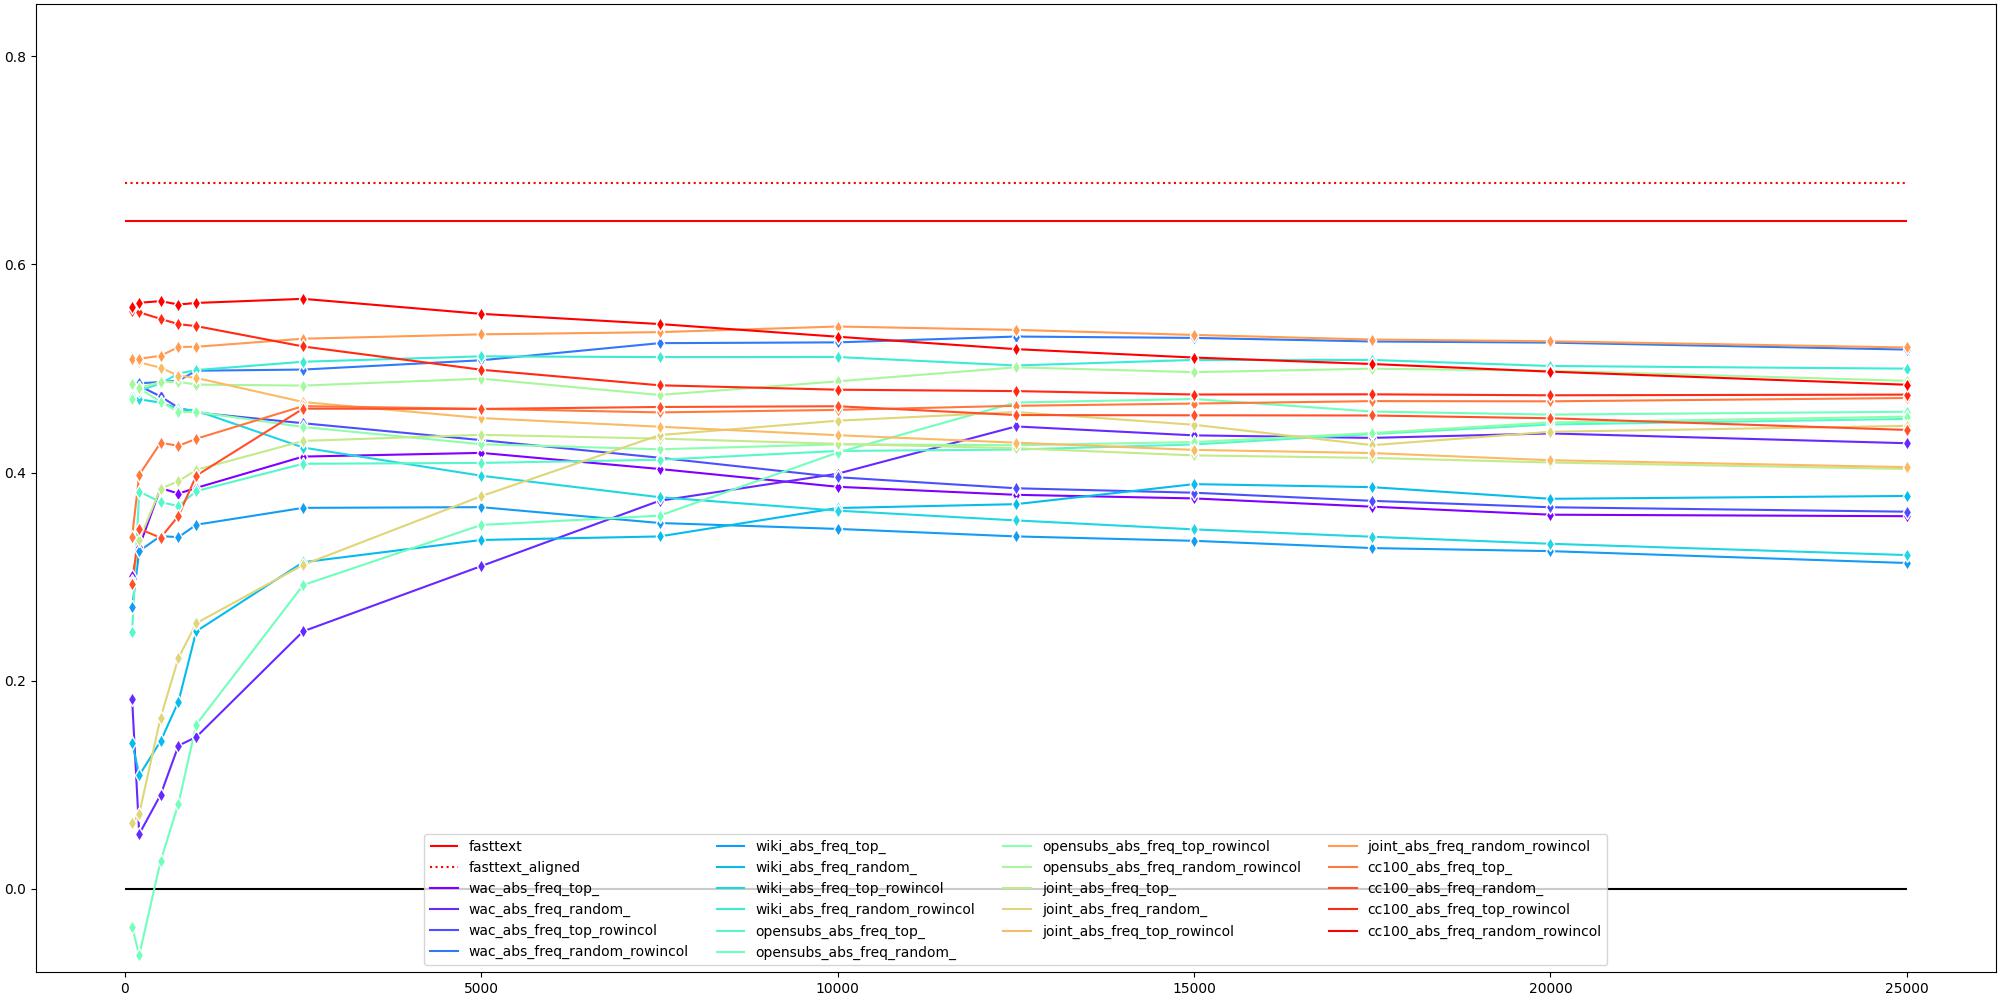 0.8
0.6
0.4
0.2
0.0
fasttext
fasttext_aligned
wac_abs_freq_top_
wac_abs_freq_random_
wac_abs_freq_top_rowincol
wac_abs_freq_random_rowincol
wiki_abs_freq_top_
wiki_abs_freq_random_
wiki_abs_freq_top_rowincol
wiki_abs_freq_random_rowincol
opensubs_abs_freq_top_
opensubs_abs_freq_random_
opensubs_abs_freq_top_rowincol
opensubs_abs_freq_random_rowincol
joint_abs_freq_top_
joint_abs_freq_random_
joint_abs_freq_top_rowincol
joint_abs_freq_random_rowincol
cc100_abs_freq_top_
cc100_abs_freq_random_
cc100_abs_freq_top_rowincol
cc100_abs_freq_random_rowincol
0 5000 10000 15000 20000 25000